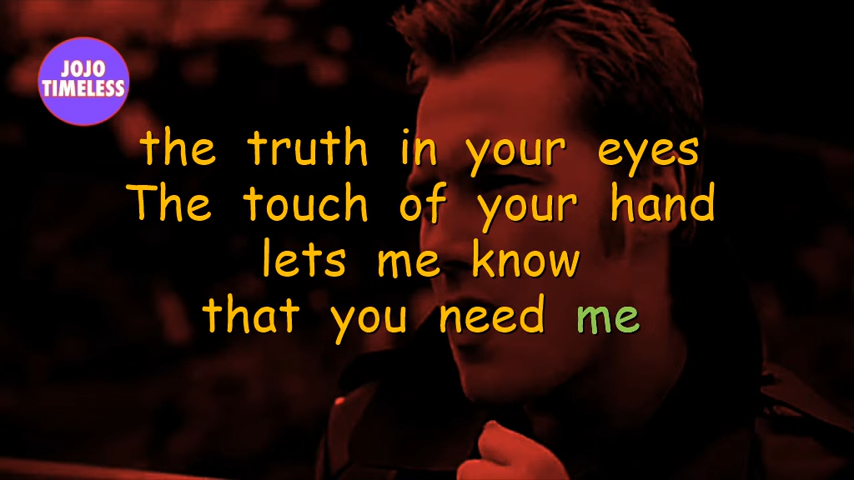 JOJO
TIMELESS
the truth in your eyes
The touch of your hand
lets me know
that you need me